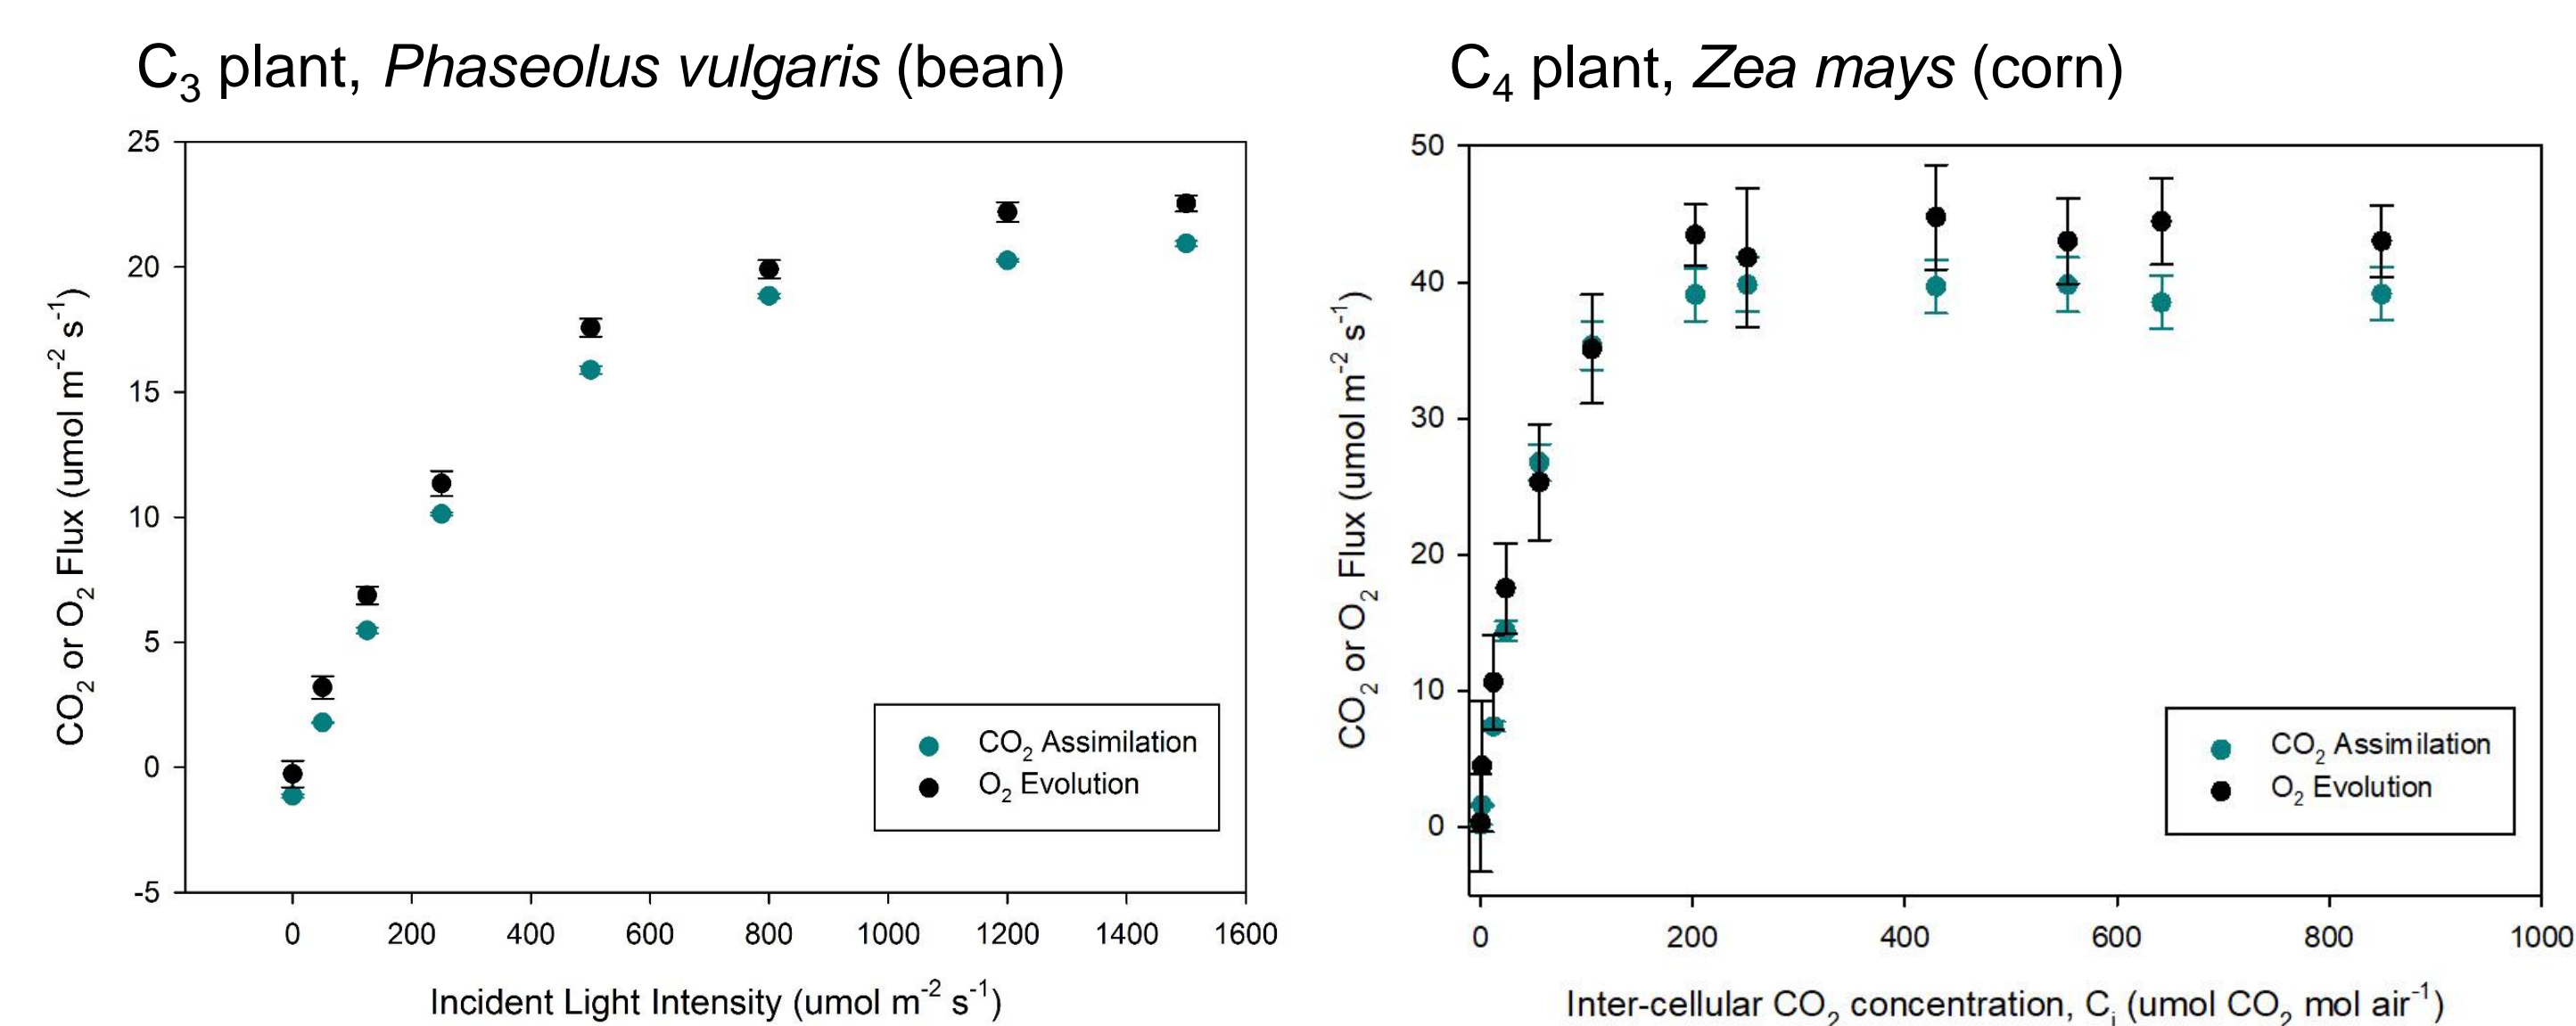 C₃ plant, Phaseolus vulgaris (bean)
25
20
15
10
5
0
-5
CO₂ or O₂ Flux (umol m⁻² s⁻¹)
0 200 400 600 800 1000 1200 1400 1600
Incident Light Intensity (umol m⁻² s⁻¹)
CO₂ Assimilation
O₂ Evolution
C₄ plant, Zea mays (corn)
50
40
30
20
10
0
CO₂ or O₂ Flux (umol m⁻² s⁻¹)
0 200 400 600 800 1000
Inter-cellular CO₂ concentration, Cᵢ (umol CO₂ mol air⁻¹)
CO₂ Assimilation
O₂ Evolution